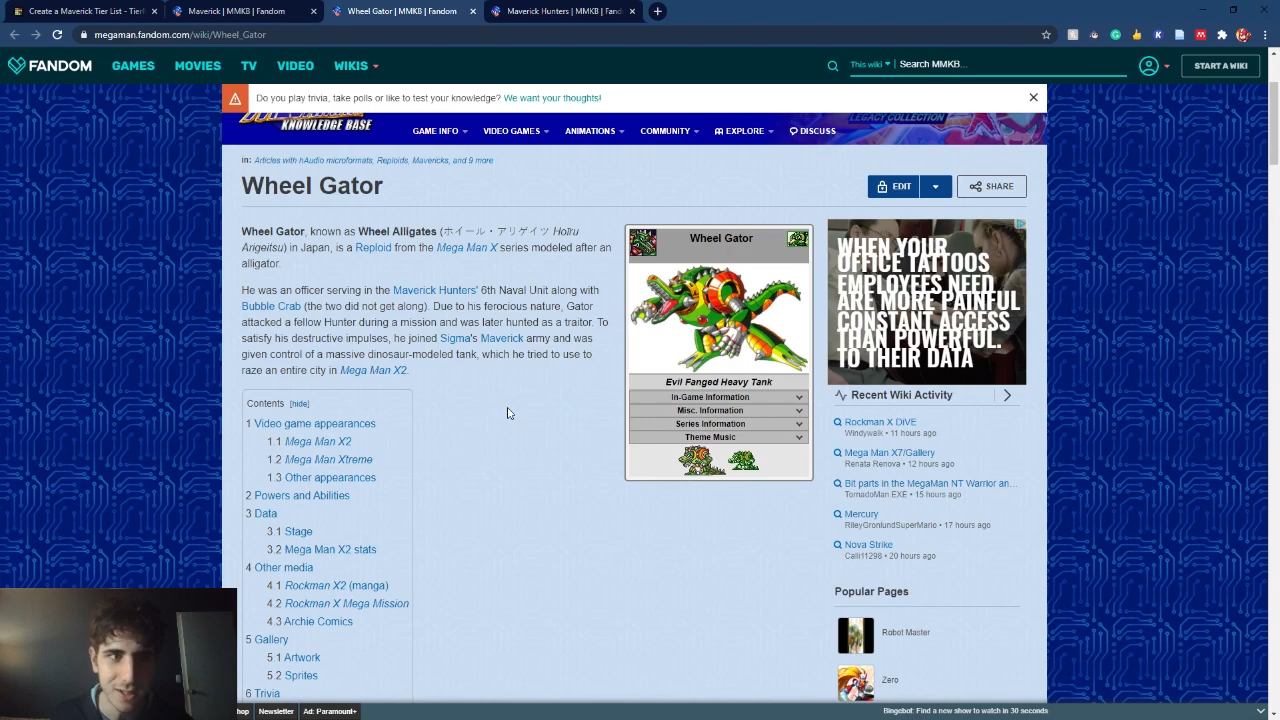 Create a Maverick Tier List - Tierl
Maverick Hunters | MMKB | Fand
Wheel Gator | MMKB | Fandom
Maverick Hunters | MMKB | Fand
megaman.fandom.com/wiki/Wheel_Gator
FANDOM GAMES MOVIES TV VIDEO WIKIS This wiki Search MMKB... START A WIKI
Do you play trivia, take polls or like to test your knowledge? We want your thoughts!
KNOWLEDGE BASE LEGACY COLLECTION
GAME INFO VIDEO GAMES ANIMATIONS COMMUNITY EXPLORE DISCUSS
in: Articles with hAudio microformats, Reploids, Mavericks, and 9 more
Wheel Gator
EDIT SHARE
Wheel Gator, known as Wheel Alligates (ホイール・アリゲイツ Hoīru
Arigeitsu) in Japan, is a Reploid from the Mega Man X series modeled after an
alligator.
He was an officer serving in the Maverick Hunters' 6th Naval Unit along with
Bubble Crab (the two did not get along). Due to his ferocious nature, Gator
attacked a fellow Hunter during a mission and was later hunted as a traitor. To
satisfy his destructive impulses, he joined Sigma's Maverick army and was
given control of a massive dinosaur-modeled tank, which he tried to use to
raze an entire city in Mega Man X2.
Contents [hide]
1 Video game appearances
1.1 Mega Man X2
1.2 Mega Man Xtreme
1.3 Other appearances
2 Powers and Abilities
3 Data
3.1 Stage
3.2 Mega Man X2 stats
4 Other media
4.1 Rockman X2 (manga)
4.2 Rockman X Mega Mission
4.3 Archie Comics
5 Gallery
5.1 Artwork
5.2 Sprites
6 Trivia
Wheel Gator
Evil Fanged Heavy Tank
In-Game Information
Misc. Information
Series Information
Theme Music
WHEN YOUR
OFFICE TATTOOS
EMPLOYEES NEED
ARE MORE PAINFUL
CONSTANT ACCESS
THAN POWERFUL.
TO THEIR DATA
Recent Wiki Activity
Rockman X DiVE
Windywalk • 11 hours ago
Mega Man X7/Gallery
Renata Renova • 12 hours ago
Bit parts in the MegaMan NT Warrior an...
TornadoMan.EXE • 15 hours ago
Mercury
RileyGronlundSuperMario • 17 hours ago
Nova Strike
Calli11298 • 20 hours ago
Popular Pages
Robot Master
Zero
hop Newsletter Ad: Paramount+ Bingebot: Find a new show to watch in 30 seconds